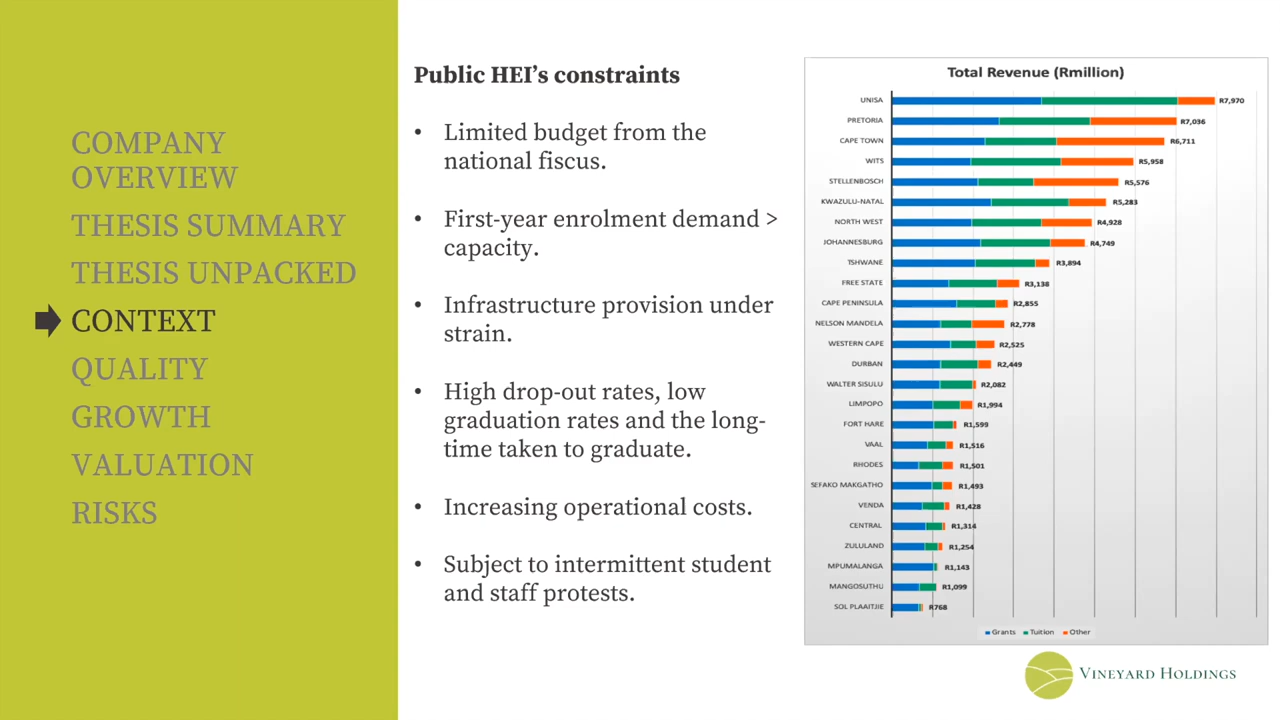 COMPANY
OVERVIEW
THESIS SUMMARY
THESIS UNPACKED
CONTEXT
QUALITY
GROWTH
VALUATION
RISKS
Public HEI’s constraints
• Limited budget from the
national fiscus.
• First-year enrolment demand >
capacity.
• Infrastructure provision under
strain.
• High drop-out rates, low
graduation rates and the long-
time taken to graduate.
• Increasing operational costs.
• Subject to intermittent student
and staff protests.
Total Revenue (Rmillion)
UNISA R7,970
PRETORIA R7,036
CAPE TOWN R6,711
WITS R5,958
STELLENBOSCH R5,576
KWAZULU-NATAL R5,283
NORTH WEST R4,928
JOHANNESBURG R4,749
TSHWANE R3,894
FREE STATE R3,138
CAPE PENINSULA R2,855
NELSON MANDELA R2,778
WESTERN CAPE R2,525
DURBAN R2,449
WALTER SISULU R2,082
LIMPOPO R1,994
FORT HARE R1,599
VAAL R1,516
RHODES R1,501
SEFAKO MAKGATHO R1,493
VENDA R1,428
CENTRAL R1,314
ZULULAND R1,254
MPUMALANGA R1,143
MANGOSUTHU R1,099
SOL PLAATJIE R768
Grants Tuition Other
VINEYARD HOLDINGS